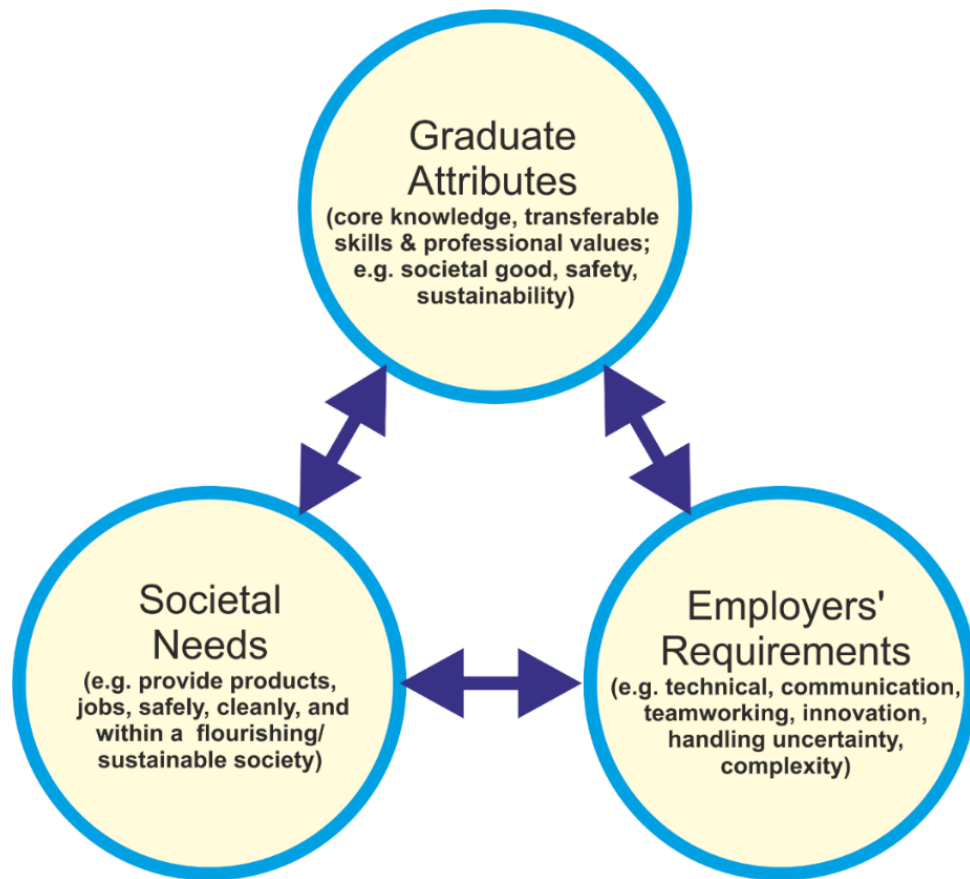 Graduate
Attributes
(core knowledge, transferable
skills & professional values;
e.g. societal good, safety,
sustainability)
Societal
Needs
(e.g. provide products,
jobs, safely, cleanly, and
within a flourishing/
sustainable society)
Employers'
Requirements
(e.g. technical, communication,
teamworking, innovation,
handling uncertainty,
complexity)